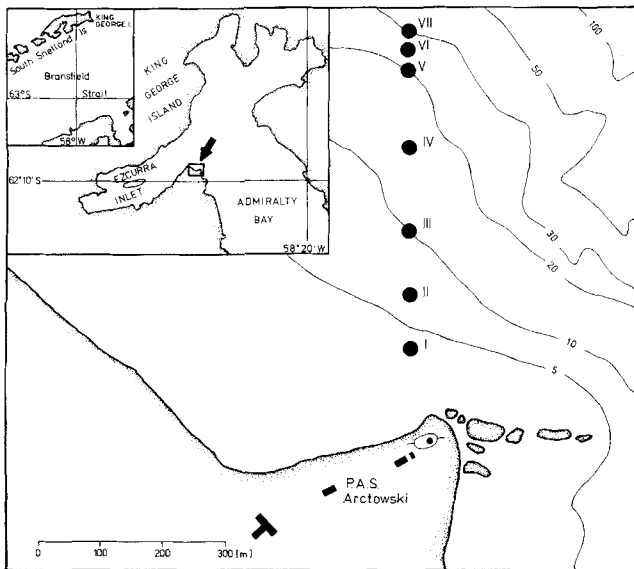 KING
GEORGE I.
South Shetland Is
Bransfield
Strait
63°S
58°W
KING
GEORGE
ISLAND
EZCURRA
INLET
62°10'S
ADMIRALTY
BAY
58°20'W
VII
VI
V
IV
III
II
I
100
50
30
20
10
5
P.A.S.
Arctowski
0 100 200 300 [m]